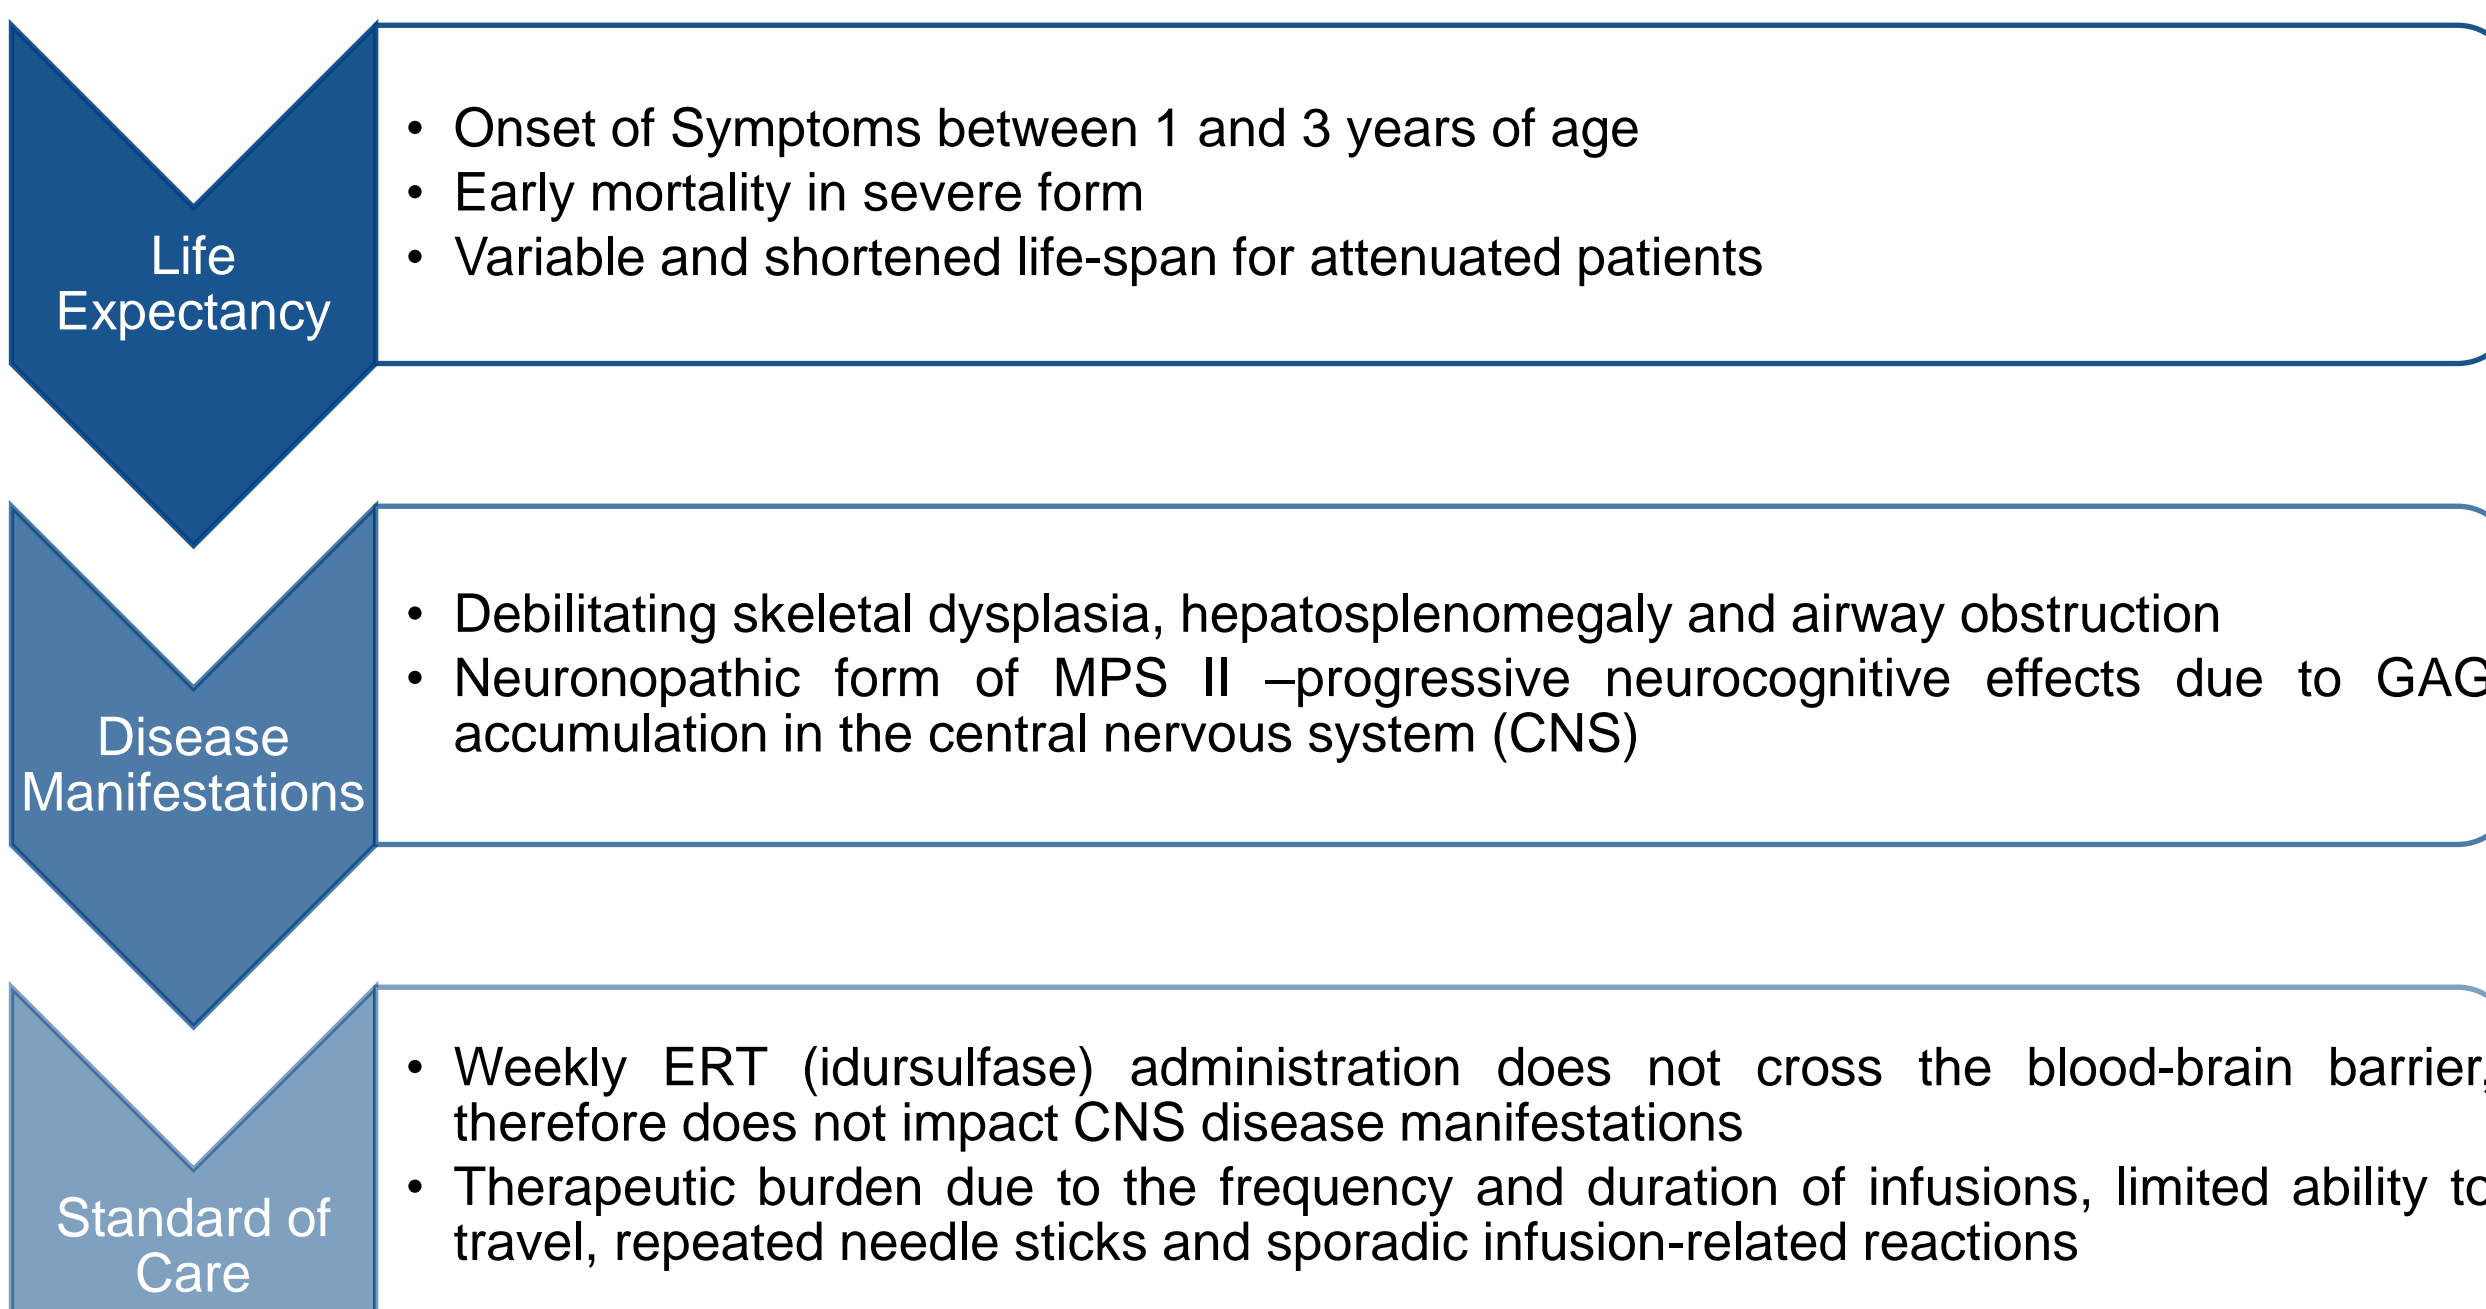 Life
Expectancy
• Onset of Symptoms between 1 and 3 years of age
• Early mortality in severe form
• Variable and shortened life-span for attenuated patients
Disease
Manifestations
• Debilitating skeletal dysplasia, hepatosplenomegaly and airway obstruction
• Neuronopathic form of MPS II –progressive neurocognitive effects due to GAG
accumulation in the central nervous system (CNS)
Standard of
Care
• Weekly ERT (idursulfase) administration does not cross the blood-brain barrier,
therefore does not impact CNS disease manifestations
• Therapeutic burden due to the frequency and duration of infusions, limited ability to
travel, repeated needle sticks and sporadic infusion-related reactions